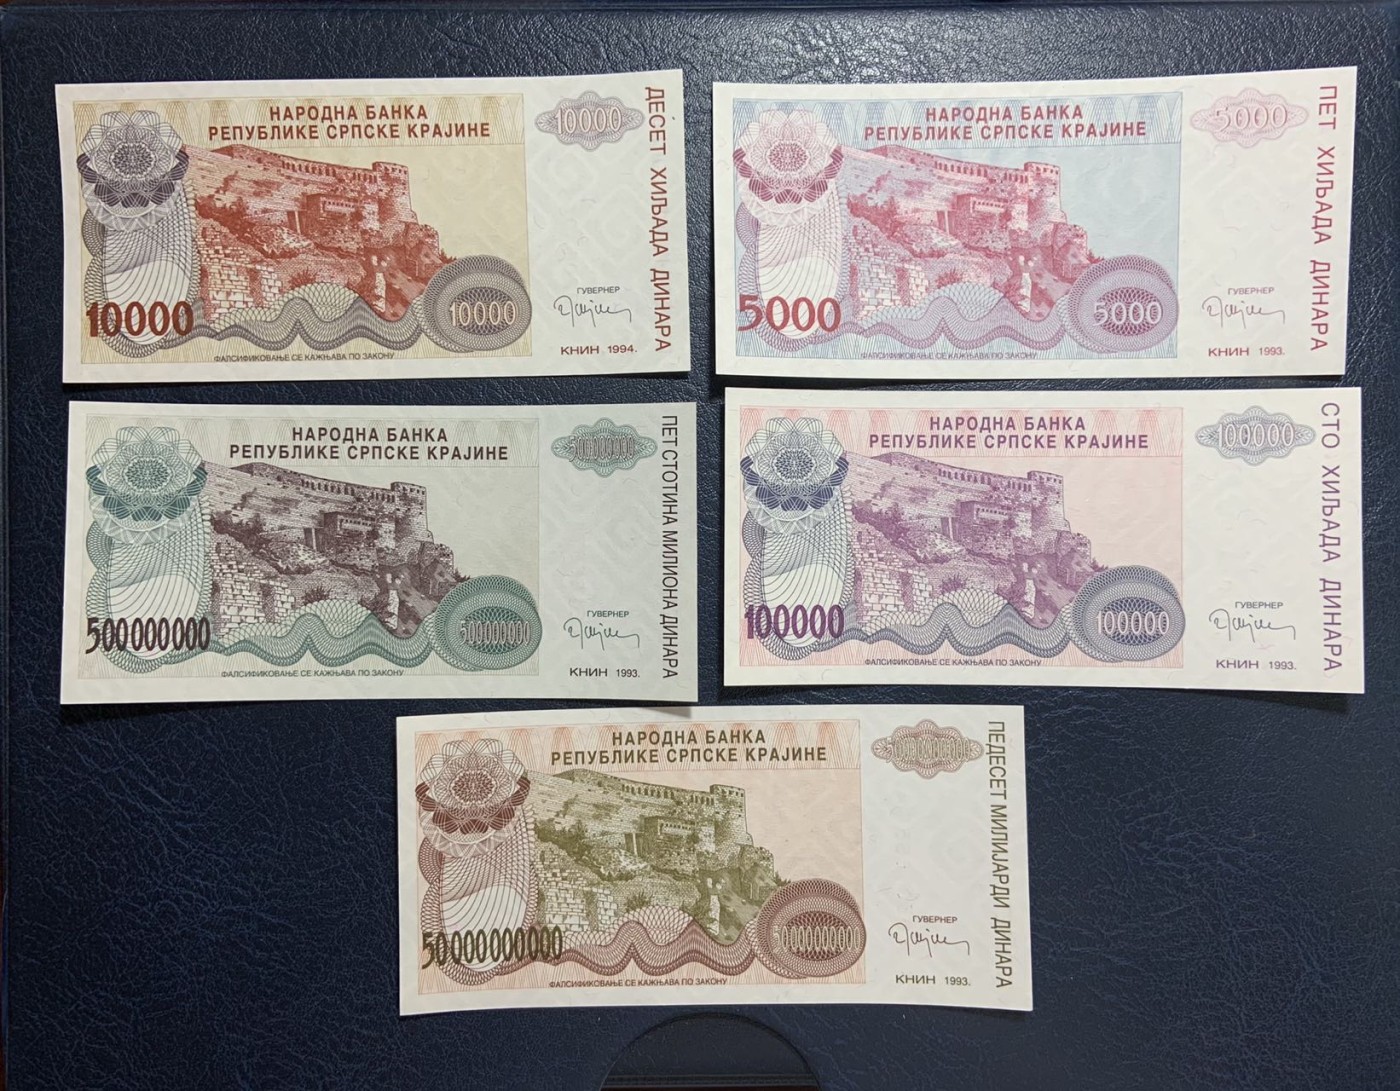 НАРОДНА БАНКА
РЕПУБЛИКЕ СРПСКЕ КРАЈИНЕ
10000
ДЕСЕТ ХИЉАДА ДИНАРА
10000
10000
ГУВЕРНЕР
КНИН 1994.
ФАЛСИФИКОВАЊЕ СЕ КАЖЊАВА ПО ЗАКОНУ
НАРОДНА БАНКА
РЕПУБЛИКЕ СРПСКЕ КРАЈИНЕ
5000
ПЕТ ХИЉАДА ДИНАРА
5000
5000
ГУВЕРНЕР
КНИН 1993.
ФАЛСИФИКОВАЊЕ СЕ КАЖЊАВА ПО ЗАКОНУ
НАРОДНА БАНКА
РЕПУБЛИКЕ СРПСКЕ КРАЈИНЕ
500000000
ПЕТ СТОТИНА МИЛИОНА ДИНАРА
500000000
500000000
ГУВЕРНЕР
КНИН 1993.
ФАЛСИФИКОВАЊЕ СЕ КАЖЊАВА ПО ЗАКОНУ
НАРОДНА БАНКА
РЕПУБЛИКЕ СРПСКЕ КРАЈИНЕ
100000
СТО ХИЉАДА ДИНАРА
100000
100000
ГУВЕРНЕР
КНИН 1993.
ФАЛСИФИКОВАЊЕ СЕ КАЖЊАВА ПО ЗАКОНУ
НАРОДНА БАНКА
РЕПУБЛИКЕ СРПСКЕ КРАЈИНЕ
50000000000
ПЕДЕСЕТ МИЛИЈАРДИ ДИНАРА
50000000000
50000000000
ГУВЕРНЕР
КНИН 1993.
ФАЛСИФИКОВАЊЕ СЕ КАЖЊАВА ПО ЗАКОНУ